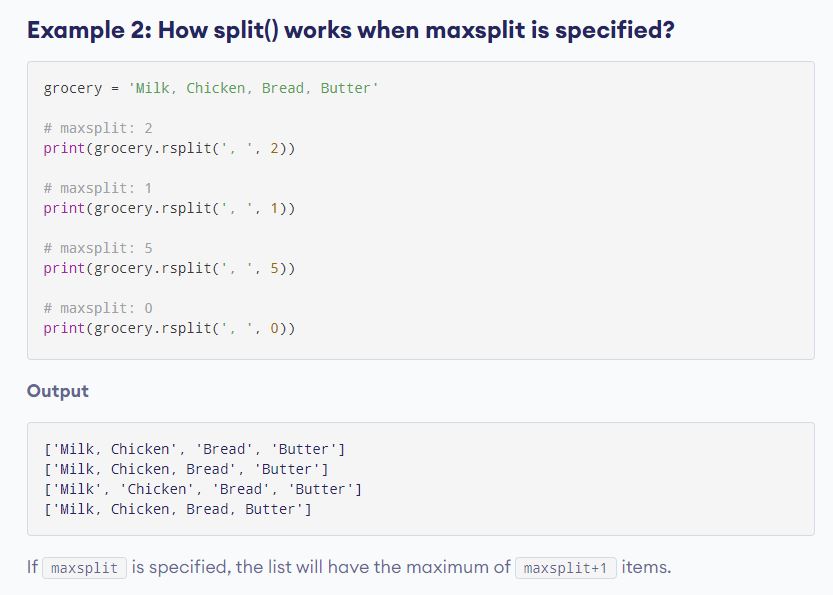 Example 2: How split() works when maxsplit is specified?
grocery = 'Milk, Chicken, Bread, Butter'
# maxsplit: 2
print(grocery.rsplit(', ', 2))
# maxsplit: 1
print(grocery.rsplit(', ', 1))
# maxsplit: 5
print(grocery.rsplit(', ', 5))
# maxsplit: 0
print(grocery.rsplit(', ', 0))
Output
['Milk, Chicken', 'Bread', 'Butter']
['Milk, Chicken, Bread', 'Butter']
['Milk', 'Chicken', 'Bread', 'Butter']
['Milk, Chicken, Bread, Butter']
If maxsplit is specified, the list will have the maximum of maxsplit+1 items.